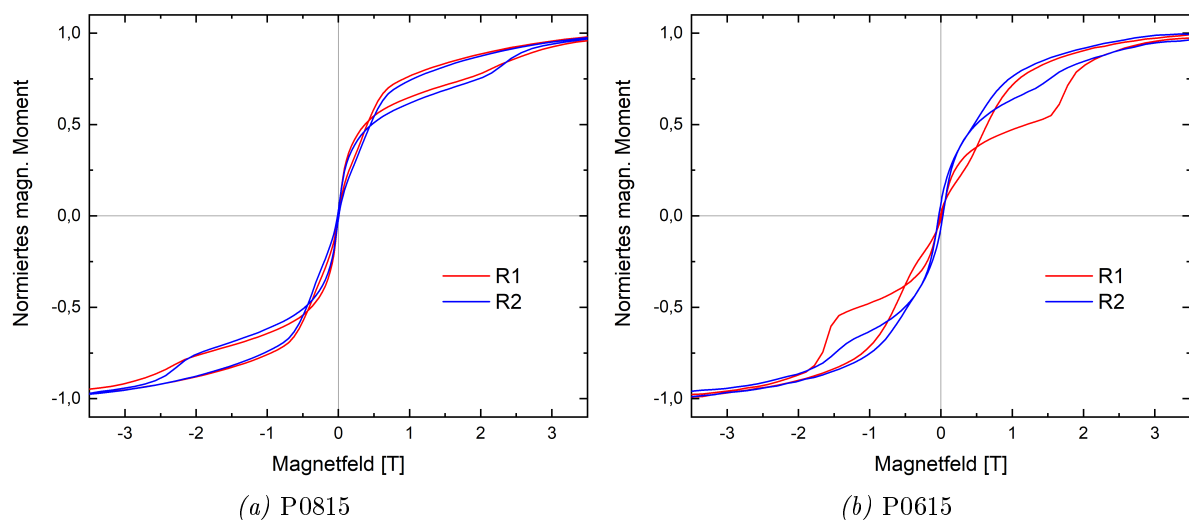 1,0
0,5
0,0
-0,5
-1,0
Normiertes magn. Moment
-3 -2 -1 0 1 2 3
Magnetfeld [T]
R1
R2
(a) P0815
1,0
0,5
0,0
-0,5
-1,0
Normiertes magn. Moment
-3 -2 -1 0 1 2 3
Magnetfeld [T]
R1
R2
(b) P0615